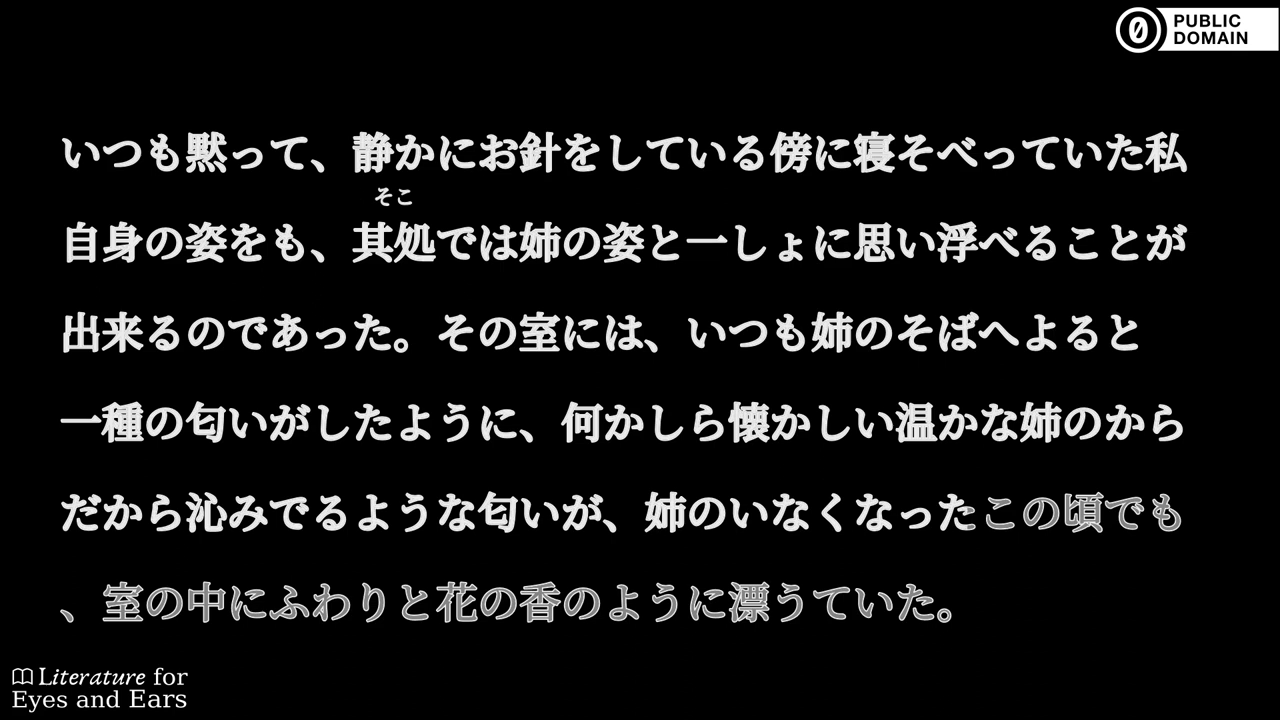 PUBLIC
DOMAIN
いつも黙って、静かにお針をしている傍に寝そべっていた私
そこ
自身の姿をも、其処では姉の姿と一しょに思い浮べることが
出来るのであった。その室には、いつも姉のそばへよると
一種の匂いがしたように、何かしら懐かしい温かな姉のから
だから沁みでるような匂いが、姉のいなくなったこの頃でも
、室の中にふわりと花の香のように漂うていた。
Literature for
Eyes and Ears